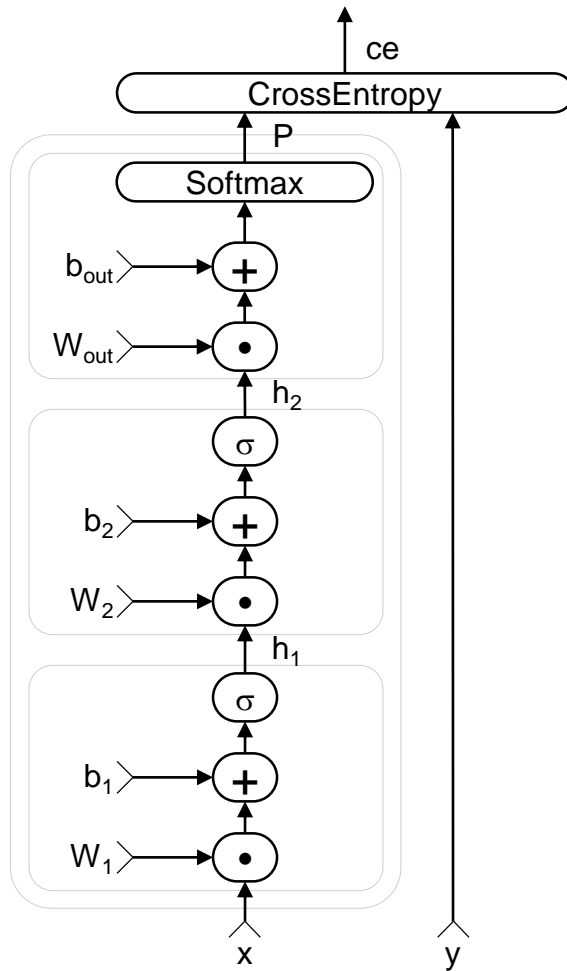 ce
CrossEntropy
P
Softmax
b_out
+
W_out
•
h_2
σ
b_2
+
W_2
•
h_1
σ
b_1
+
W_1
•
x y